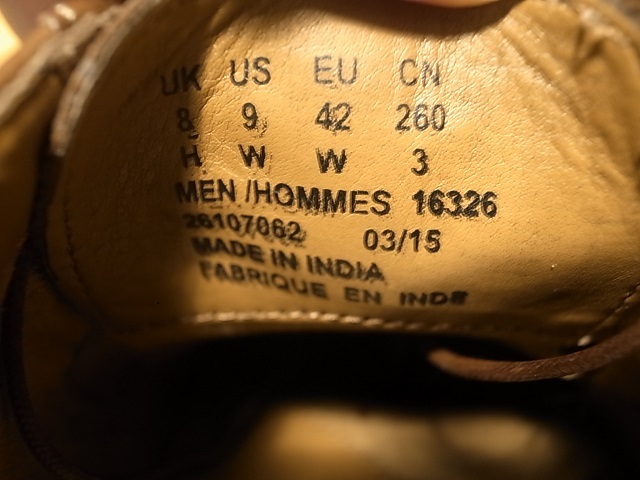 UK US EU CN
8 9 42 260
H W W 3
MEN /HOMMES 16326
26107062 03/15
MADE IN INDIA
FABRIQUE EN INDE